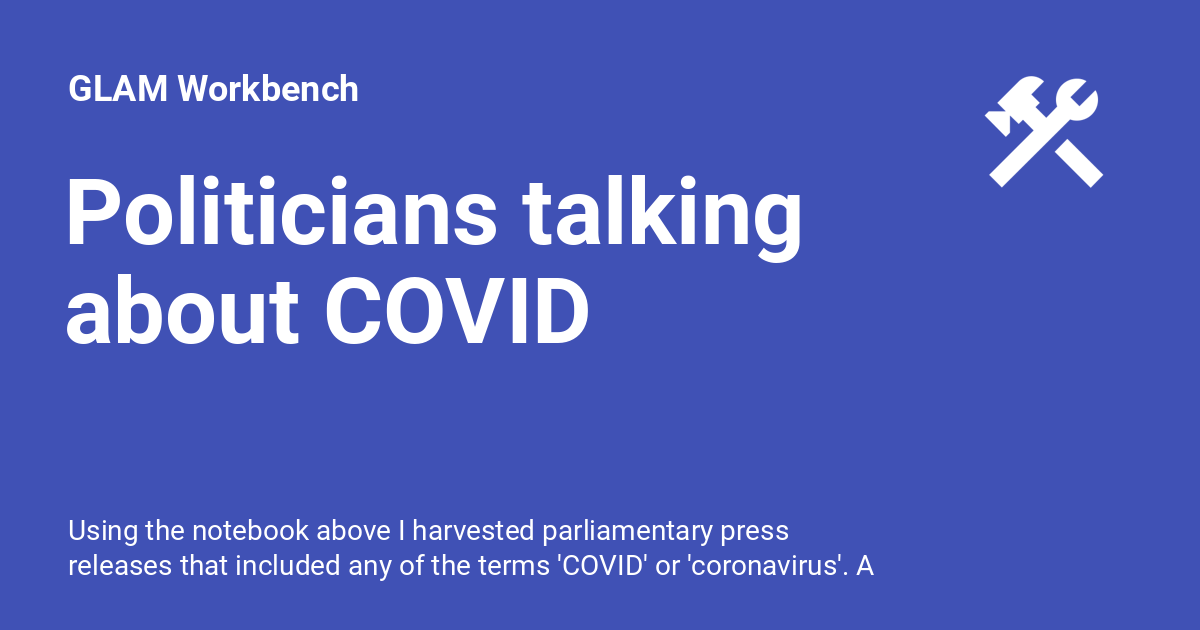 GLAM Workbench
Politicians talking
about COVID
Using the notebook above I harvested parliamentary press
releases that included any of the terms 'COVID' or 'coronavirus'. A